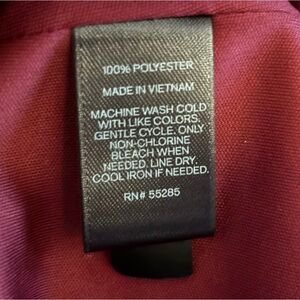 100% POLYESTER
MADE IN VIETNAM
MACHINE WASH COLD
WITH LIKE COLORS.
GENTLE CYCLE. ONLY
NON-CHLORINE
BLEACH WHEN
NEEDED. LINE DRY.
COOL IRON IF NEEDED.
RN# 55285